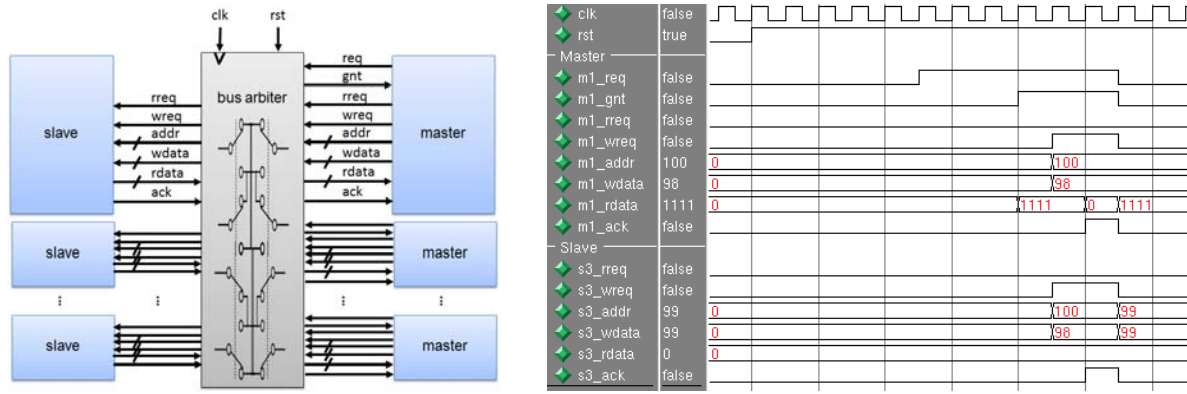 clk rst
req
gnt
rreq bus arbiter rreq
wreq wreq
slave addr addr master
wdata wdata
rdata rdata
ack ack
slave master
⋮ ⋮ ⋮ ⋮
slave master
clk false
rst true
Master
m1_req false
m1_gnt false
m1_rreq false
m1_wreq false
m1_addr 100 0 100
m1_wdata 98 0 98
m1_rdata 1111 0 1111 0 1111
m1_ack false
Slave
s3_rreq false
s3_wreq false
s3_addr 99 0 100 99
s3_wdata 99 0 98 99
s3_rdata 0 0
s3_ack false